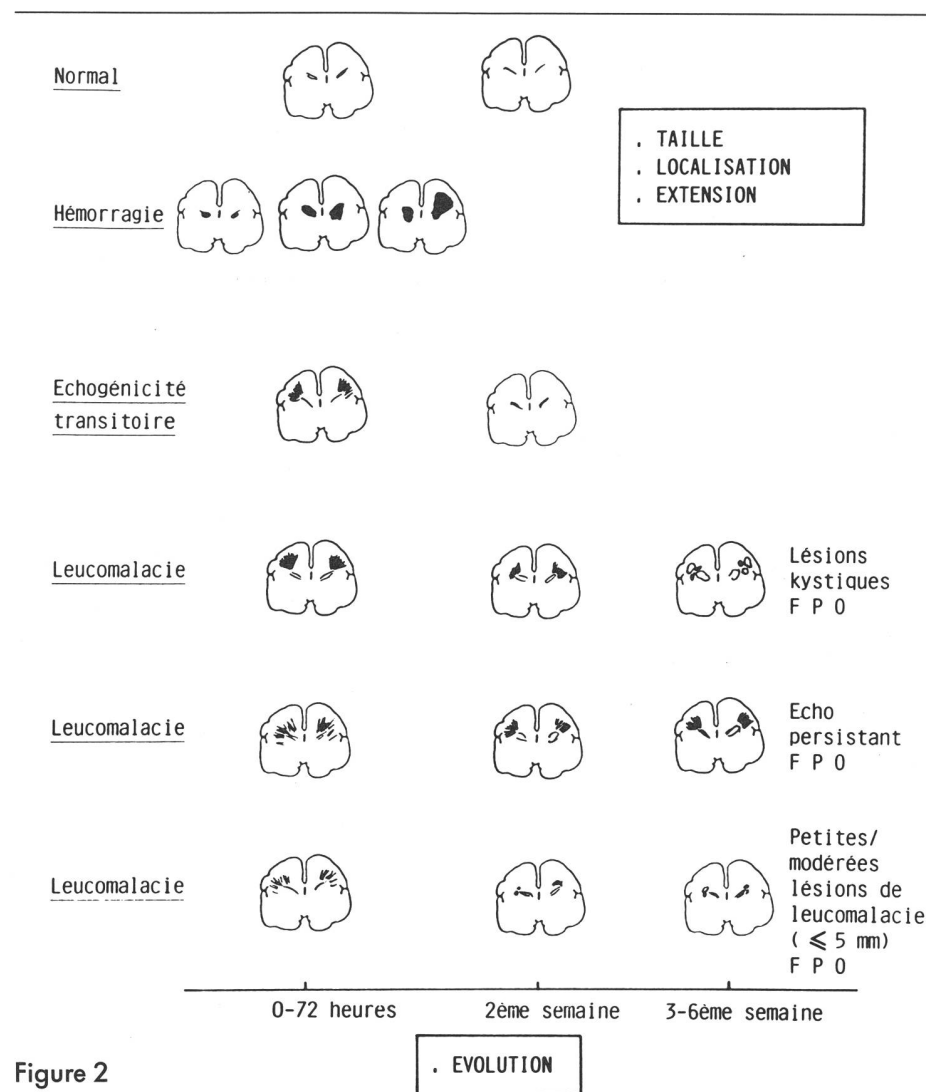 Normal
. TAILLE
. LOCALISATION
. EXTENSION
Hémorragie
Echogénicité
transitoire
Leucomalacie
Lésions
kystiques
F P O
Leucomalacie
Echo
persistant
F P O
Leucomalacie
Petites/
modérées
lésions de
leucomalacie
( ⩽ 5 mm)
F P O
0-72 heures
2ème semaine
3-6ème semaine
. EVOLUTION
Figure 2